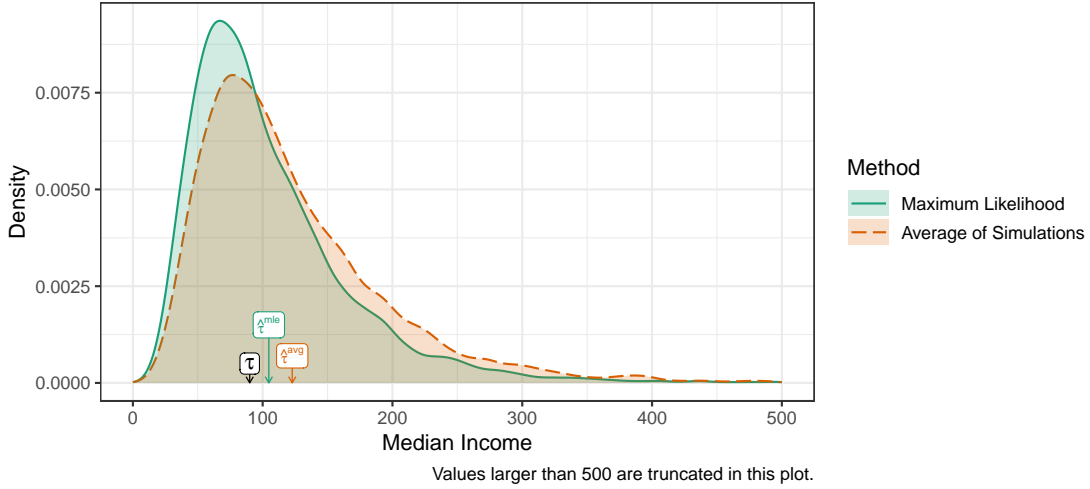 0.0075
0.0050
0.0025
0.0000
Density
τ̂ᵐˡᵉ
τ
τ̂ᵃᵛᵍ
0 100 200 300 400 500
Median Income
Values larger than 500 are truncated in this plot.
Method
Maximum Likelihood
Average of Simulations